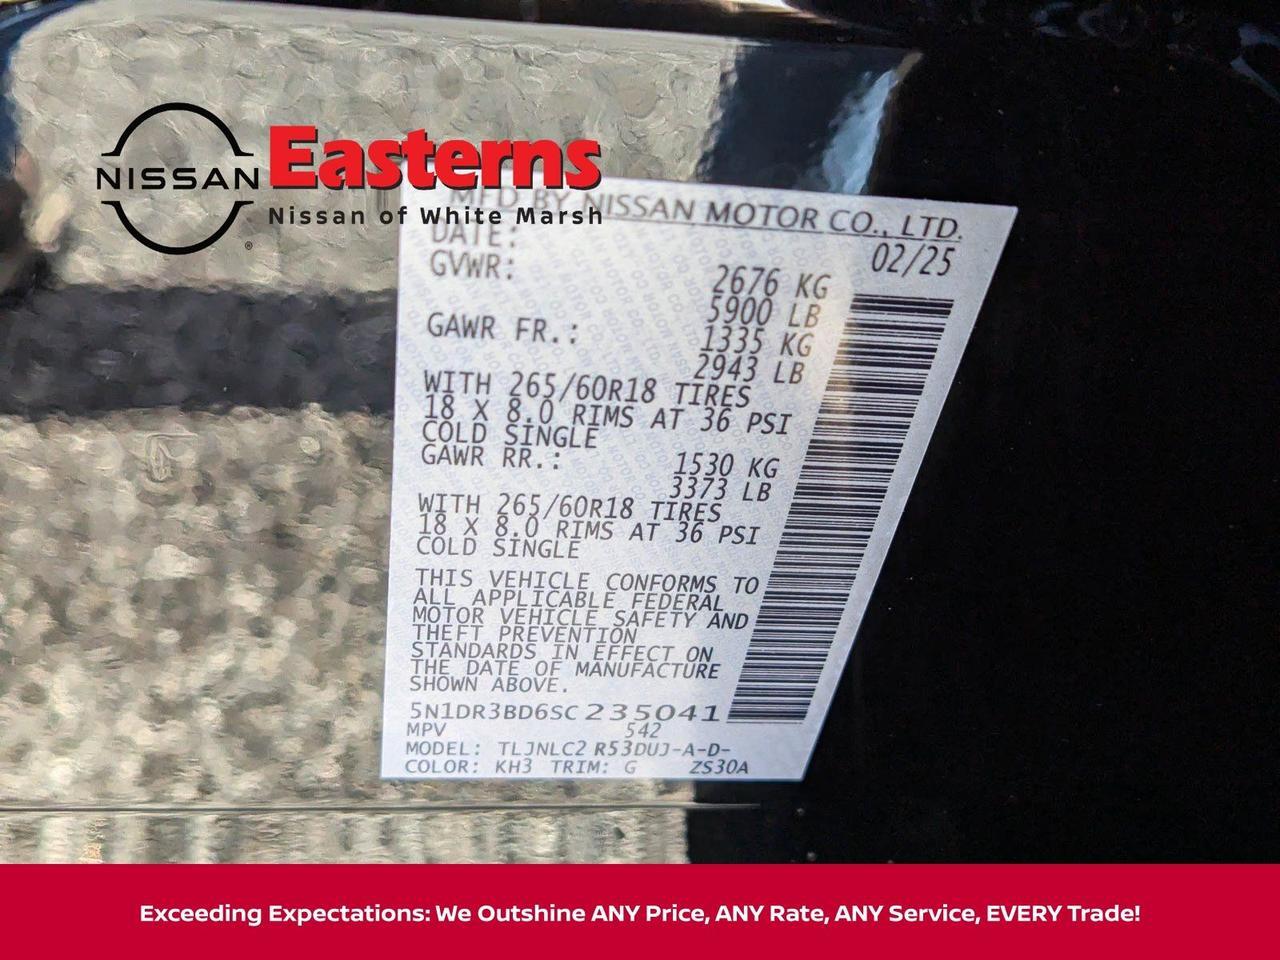 NISSAN
Easterns
Nissan of White Marsh
MFD BY NISSAN MOTOR CO., LTD.
DATE: 02/25
GVWR: 2676 KG
5900 LB
GAWR FR.: 1335 KG
2943 LB
WITH 265/60R18 TIRES
18 X 8.0 RIMS AT 36 PSI
COLD SINGLE
GAWR RR.: 1530 KG
3373 LB
WITH 265/60R18 TIRES
18 X 8.0 RIMS AT 36 PSI
COLD SINGLE
THIS VEHICLE CONFORMS TO
ALL APPLICABLE FEDERAL
MOTOR VEHICLE SAFETY AND
THEFT PREVENTION
STANDARDS IN EFFECT ON
THE DATE OF MANUFACTURE
SHOWN ABOVE.
5N1DR3BD6SC235041
MPV 542
MODEL: TLJNLC2 R53DUJ-A-D-
COLOR: KH3 TRIM: G ZS30A
Exceeding Expectations: We Outshine ANY Price, ANY Rate, ANY Service, EVERY Trade!